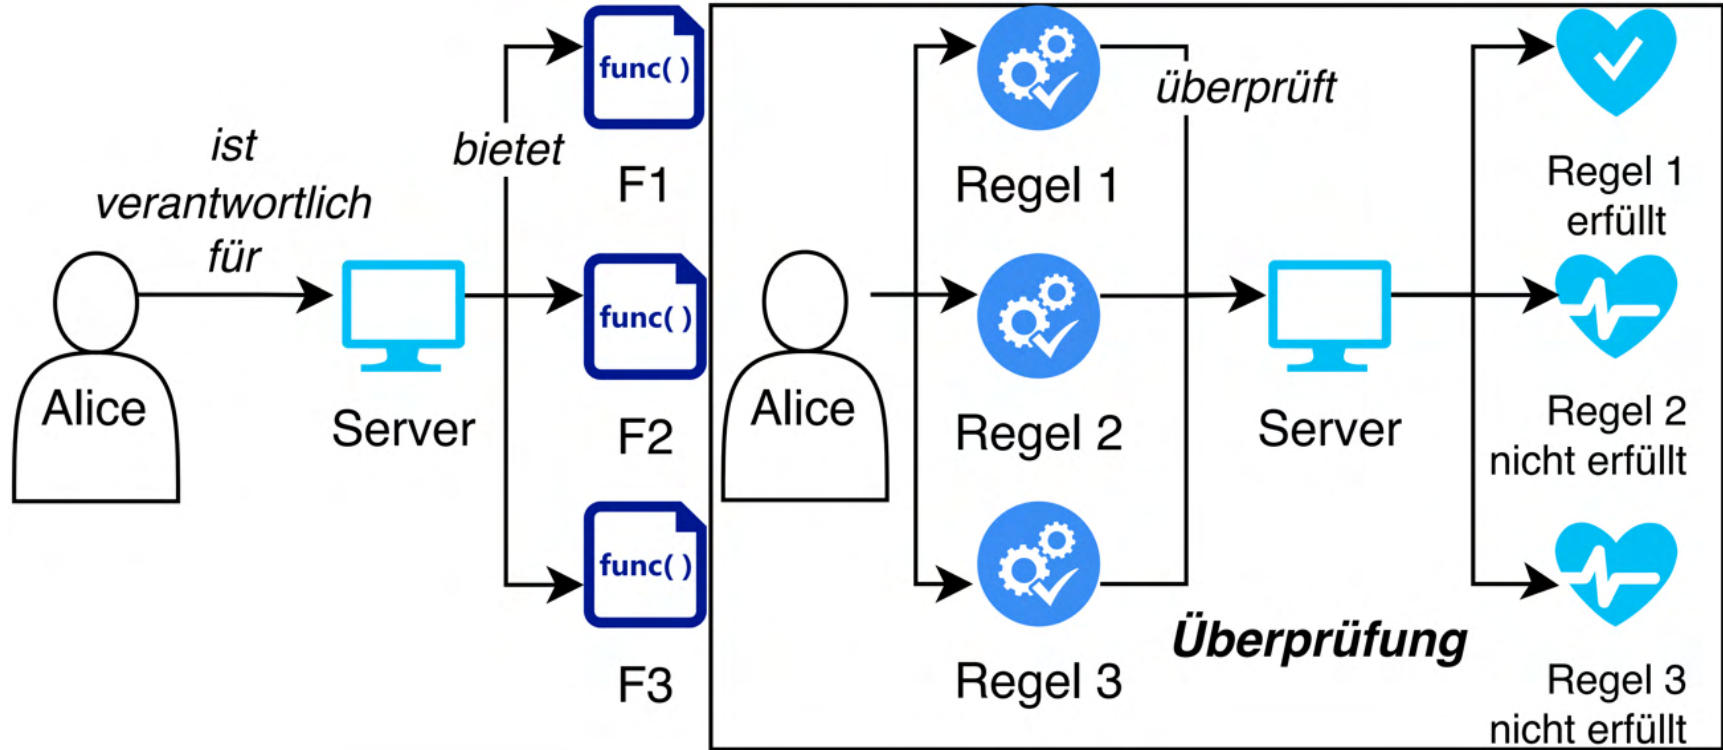 ist
verantwortlich
für
Alice
Server
bietet
func( )
F1
func( )
F2
func( )
F3
Alice
Regel 1
Regel 2
Regel 3
überprüft
Server
Überprüfung
Regel 1
erfüllt
Regel 2
nicht erfüllt
Regel 3
nicht erfüllt